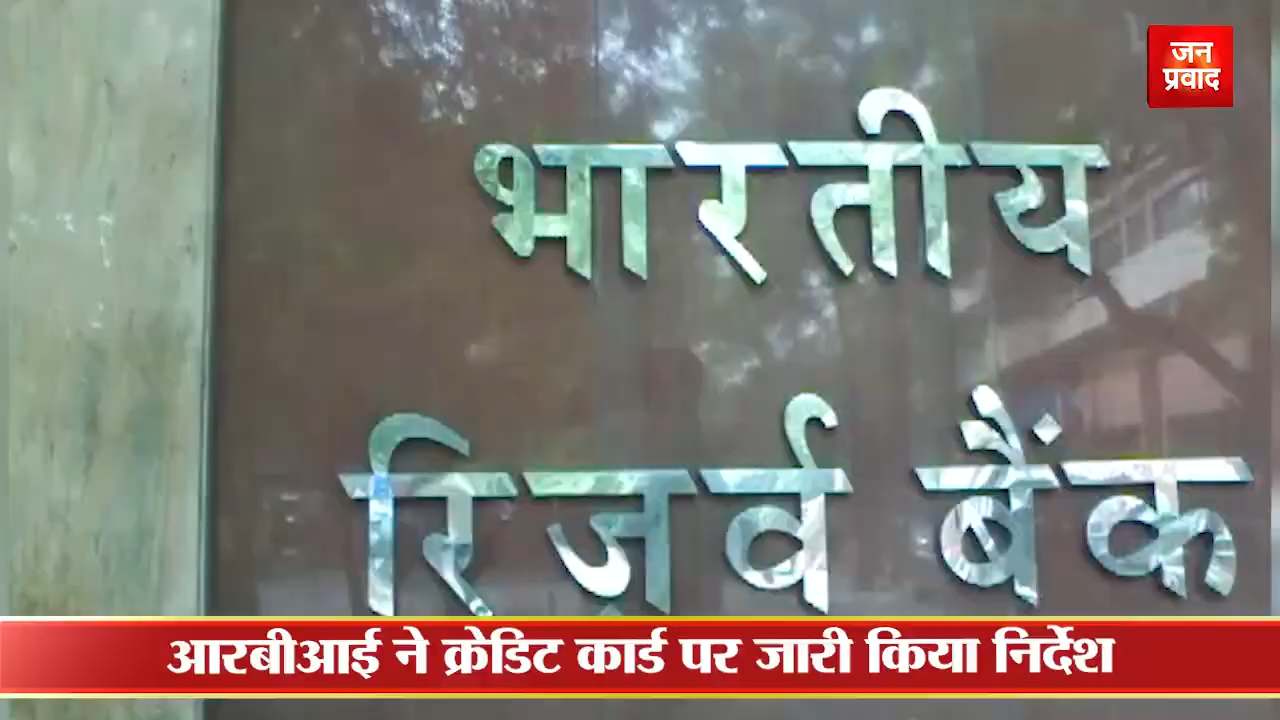 जन
प्रवाद
भारतीय
रिज़र्व बैंक
आरबीआई ने क्रेडिट कार्ड पर जारी किया निर्देश